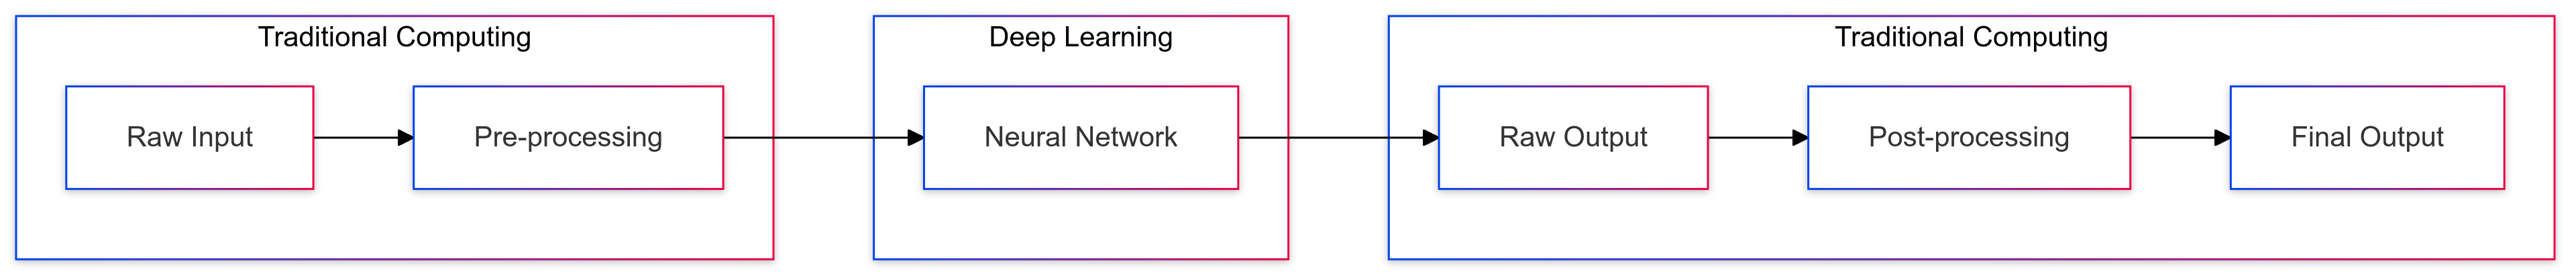 Traditional Computing
Raw Input
Pre-processing
Deep Learning
Neural Network
Traditional Computing
Raw Output
Post-processing
Final Output